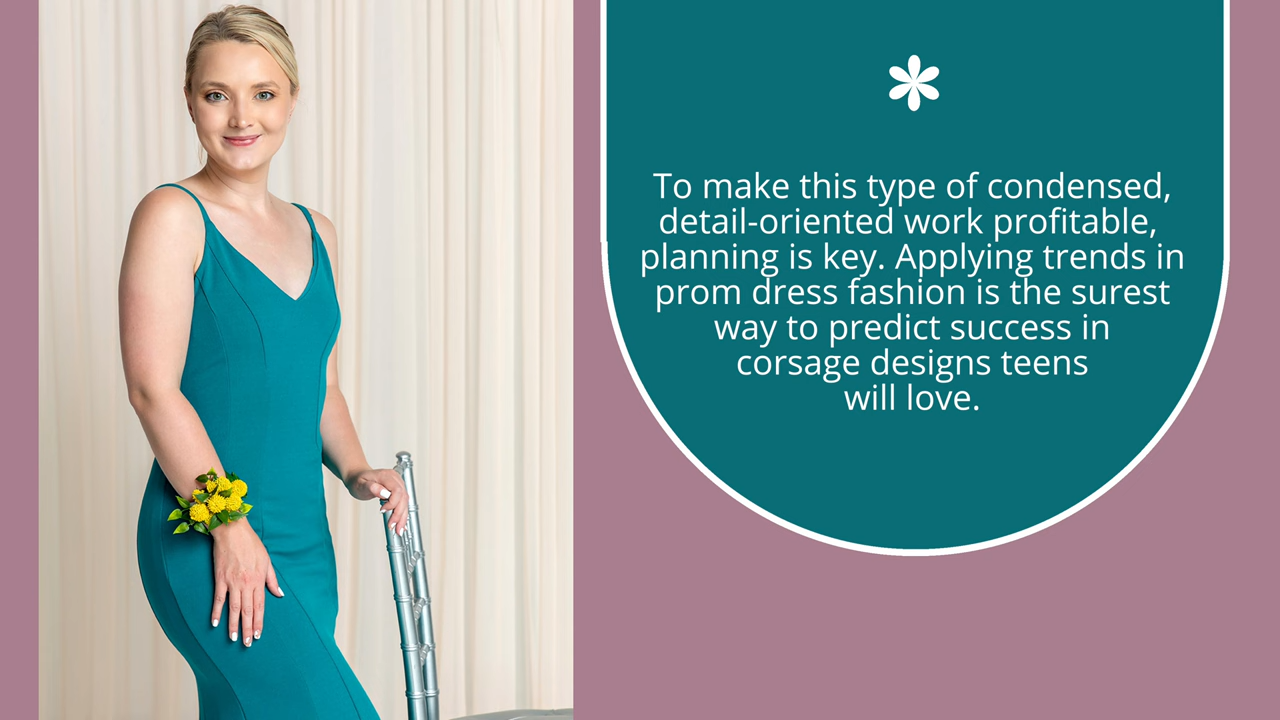 To make this type of condensed,
detail-oriented work profitable,
planning is key. Applying trends in
prom dress fashion is the surest
way to predict success in
corsage designs teens
will love.